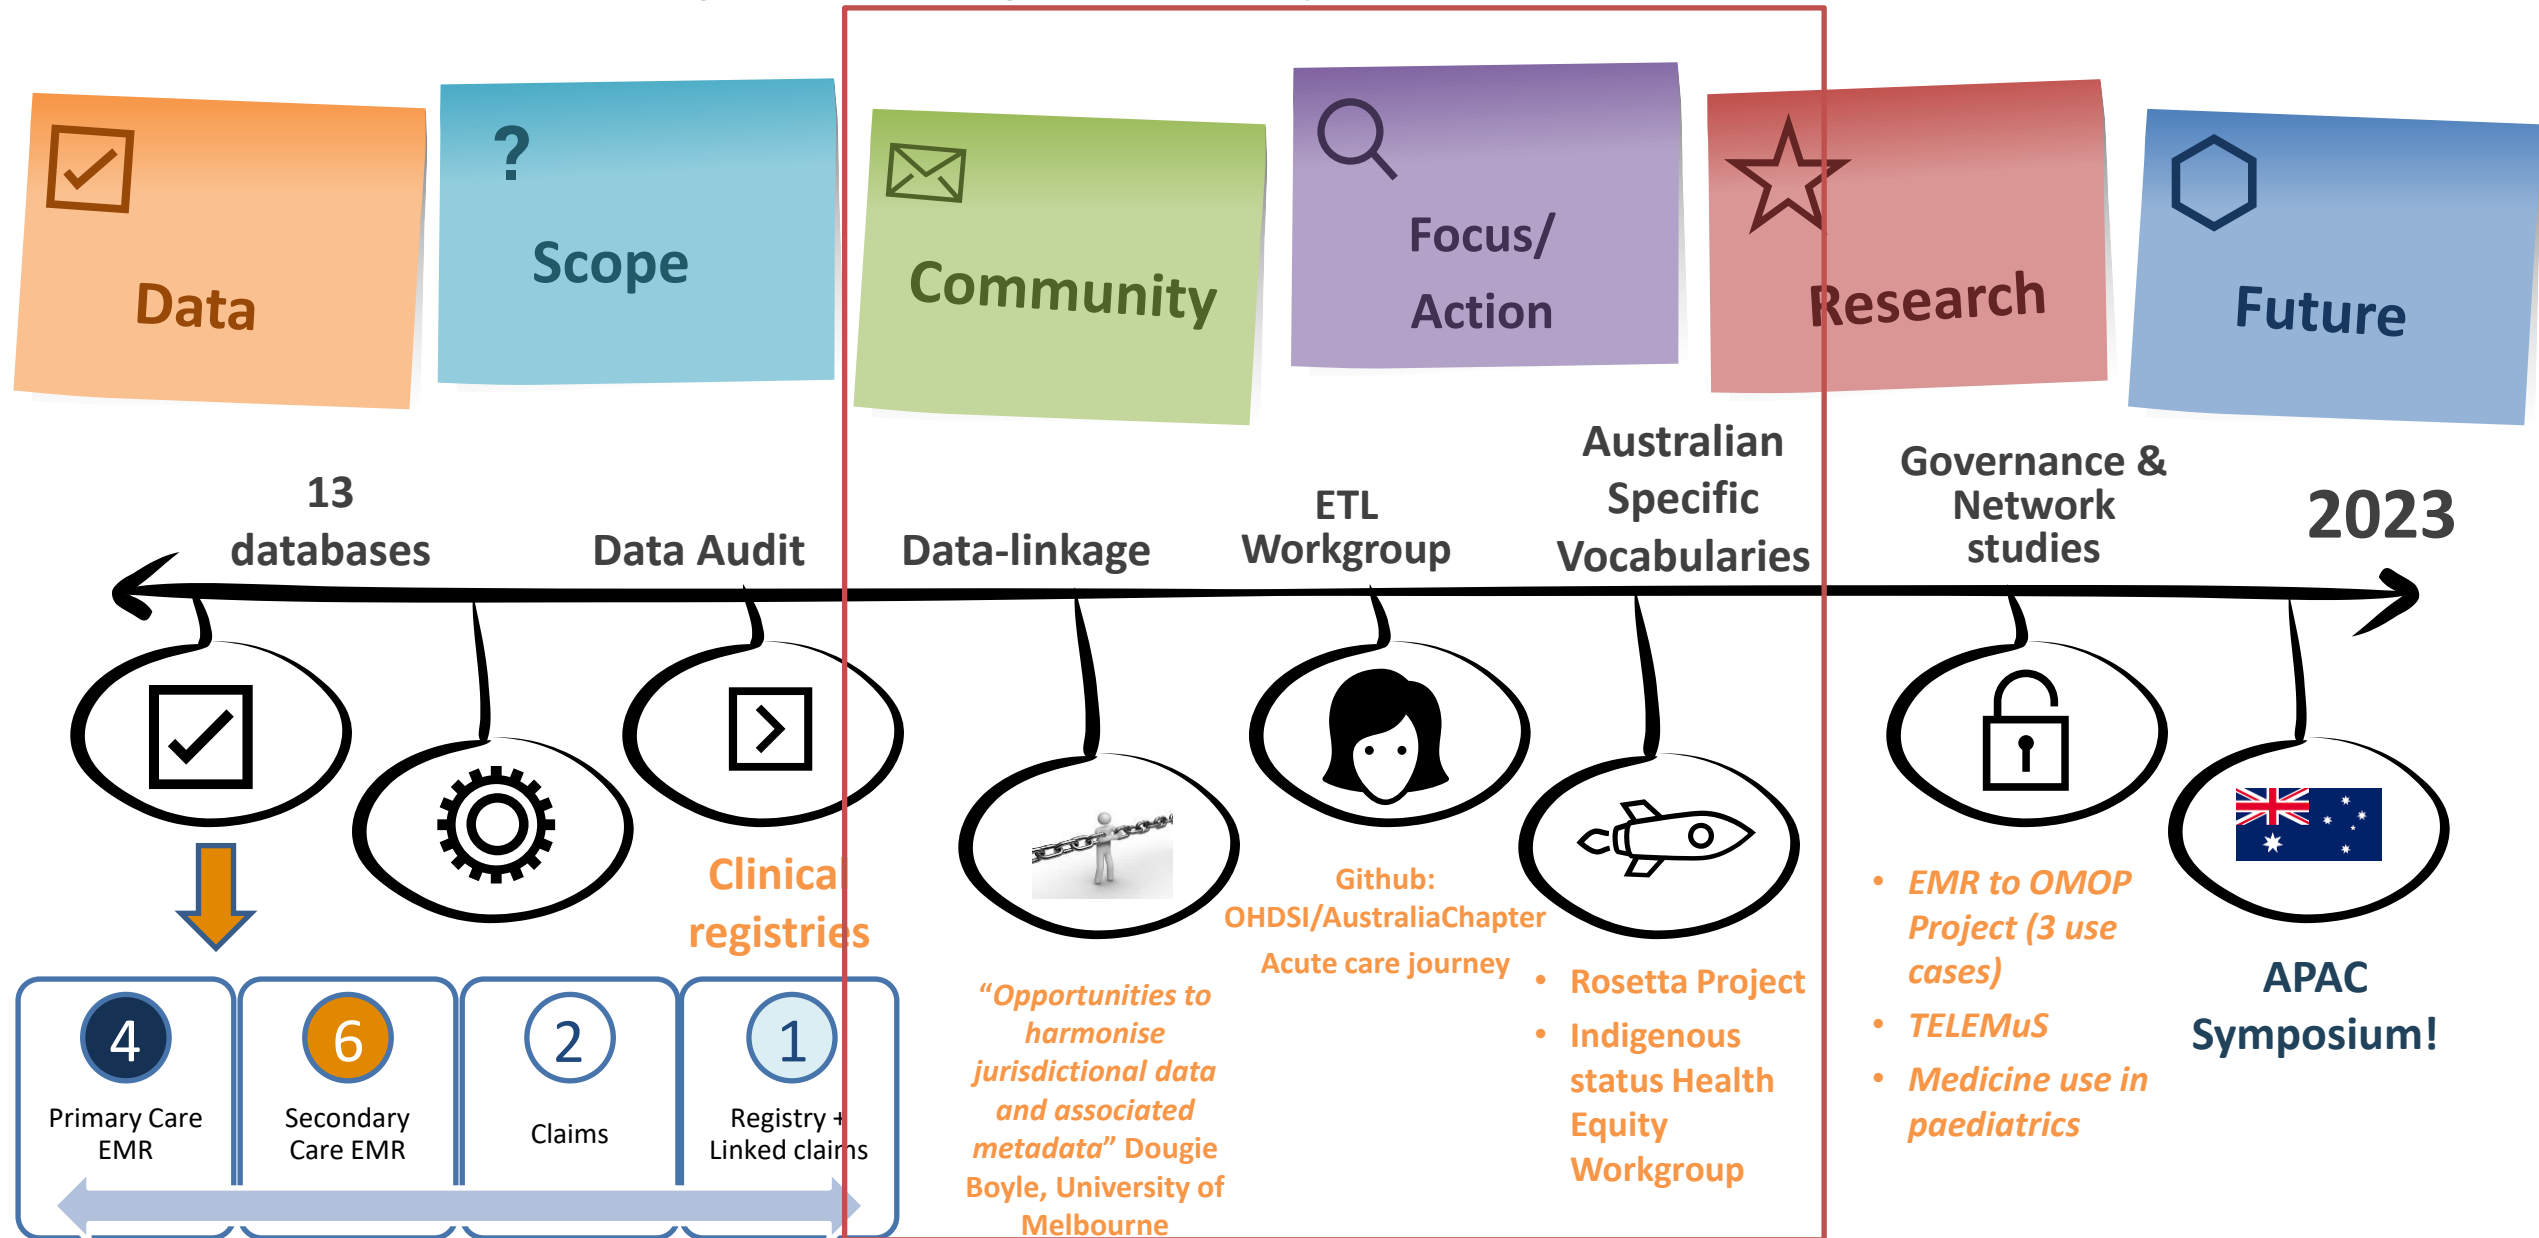 Data
?
Scope
Community
Focus/
Action
Research
Future
13
databases
Data Audit
Data-linkage
ETL
Workgroup
Australian
Specific
Vocabularies
Governance &
Network
studies
2023
Clinical
registries
4
Primary Care
EMR
6
Secondary
Care EMR
2
Claims
1
Registry +
Linked claims
“Opportunities to
harmonise
jurisdictional data
and associated
metadata” Dougie
Boyle, University of
Melbourne
Github:
OHDSI/AustraliaChapter
Acute care journey
• Rosetta Project
• Indigenous
status Health
Equity
Workgroup
• EMR to OMOP
Project (3 use
cases)
• TELEMuS
• Medicine use in
paediatrics
APAC
Symposium!